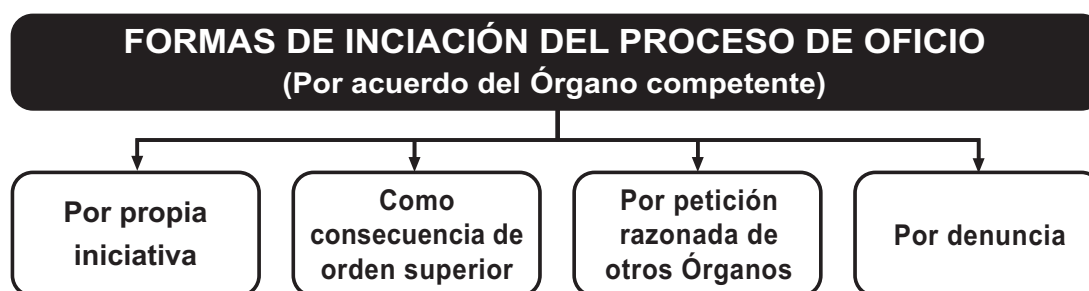 FORMAS DE INCIACIÓN DEL PROCESO DE OFICIO
(Por acuerdo del Órgano competente)
Por propia
iniciativa
Como
consecuencia de
orden superior
Por petición
razonada de
otros Órganos
Por denuncia